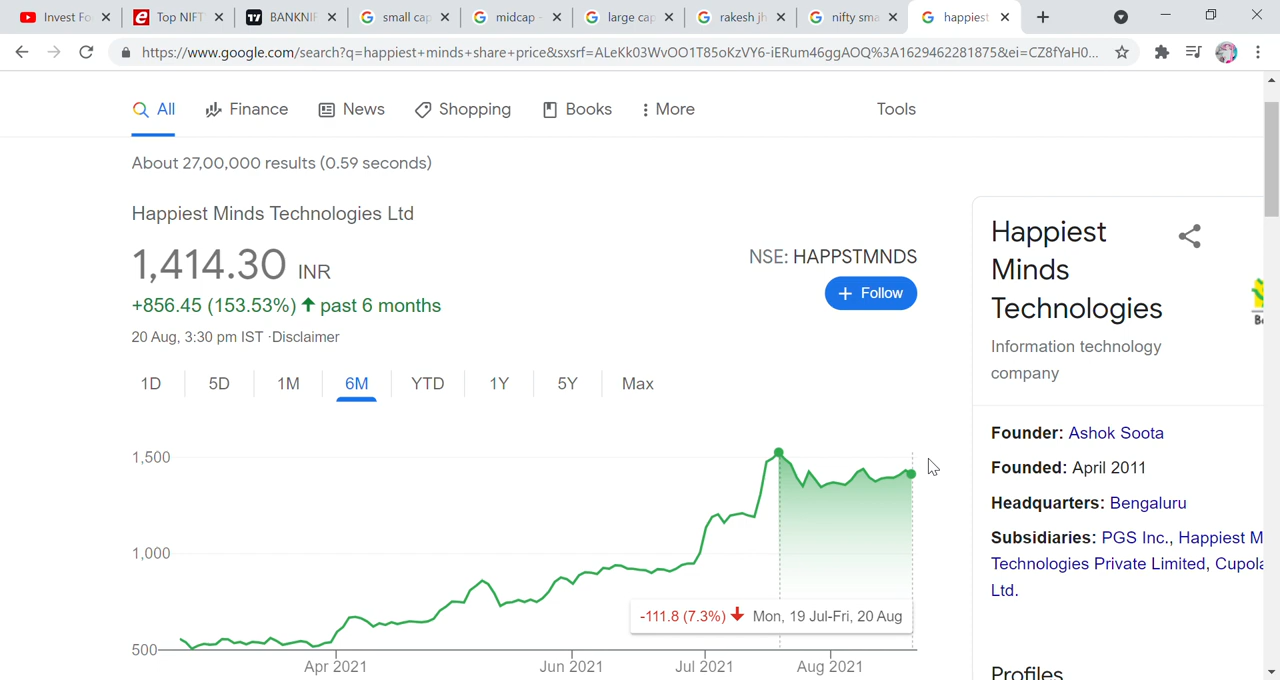 Invest Fo
Top NIFT
BANKNIF
small cap
midcap -
large cap
rakesh jh
nifty sma
happiest
https://www.google.com/search?q=happiest+minds+share+price&sxsrf=ALeKk03WvOO1T85oKzVY6-iERum46ggAOQ%3A1629462281875&ei=CZ8fYaH0...
All
Finance
News
Shopping
Books
More
Tools
About 27,00,000 results (0.59 seconds)
Happiest Minds Technologies Ltd
1,414.30 INR
NSE: HAPPSTMNDS
+ Follow
+856.45 (153.53%) ↑ past 6 months
20 Aug, 3:30 pm IST ·Disclaimer
1D
5D
1M
6M
YTD
1Y
5Y
Max
1,500
1,000
500
-111.8 (7.3%) ↓ Mon, 19 Jul-Fri, 20 Aug
Apr 2021
Jun 2021
Jul 2021
Aug 2021
Happiest
Minds
Technologies
Information technology
company
Founder: Ashok Soota
Founded: April 2011
Headquarters: Bengaluru
Subsidiaries: PGS Inc., Happiest M
Technologies Private Limited, Cupola
Ltd.
Profiles